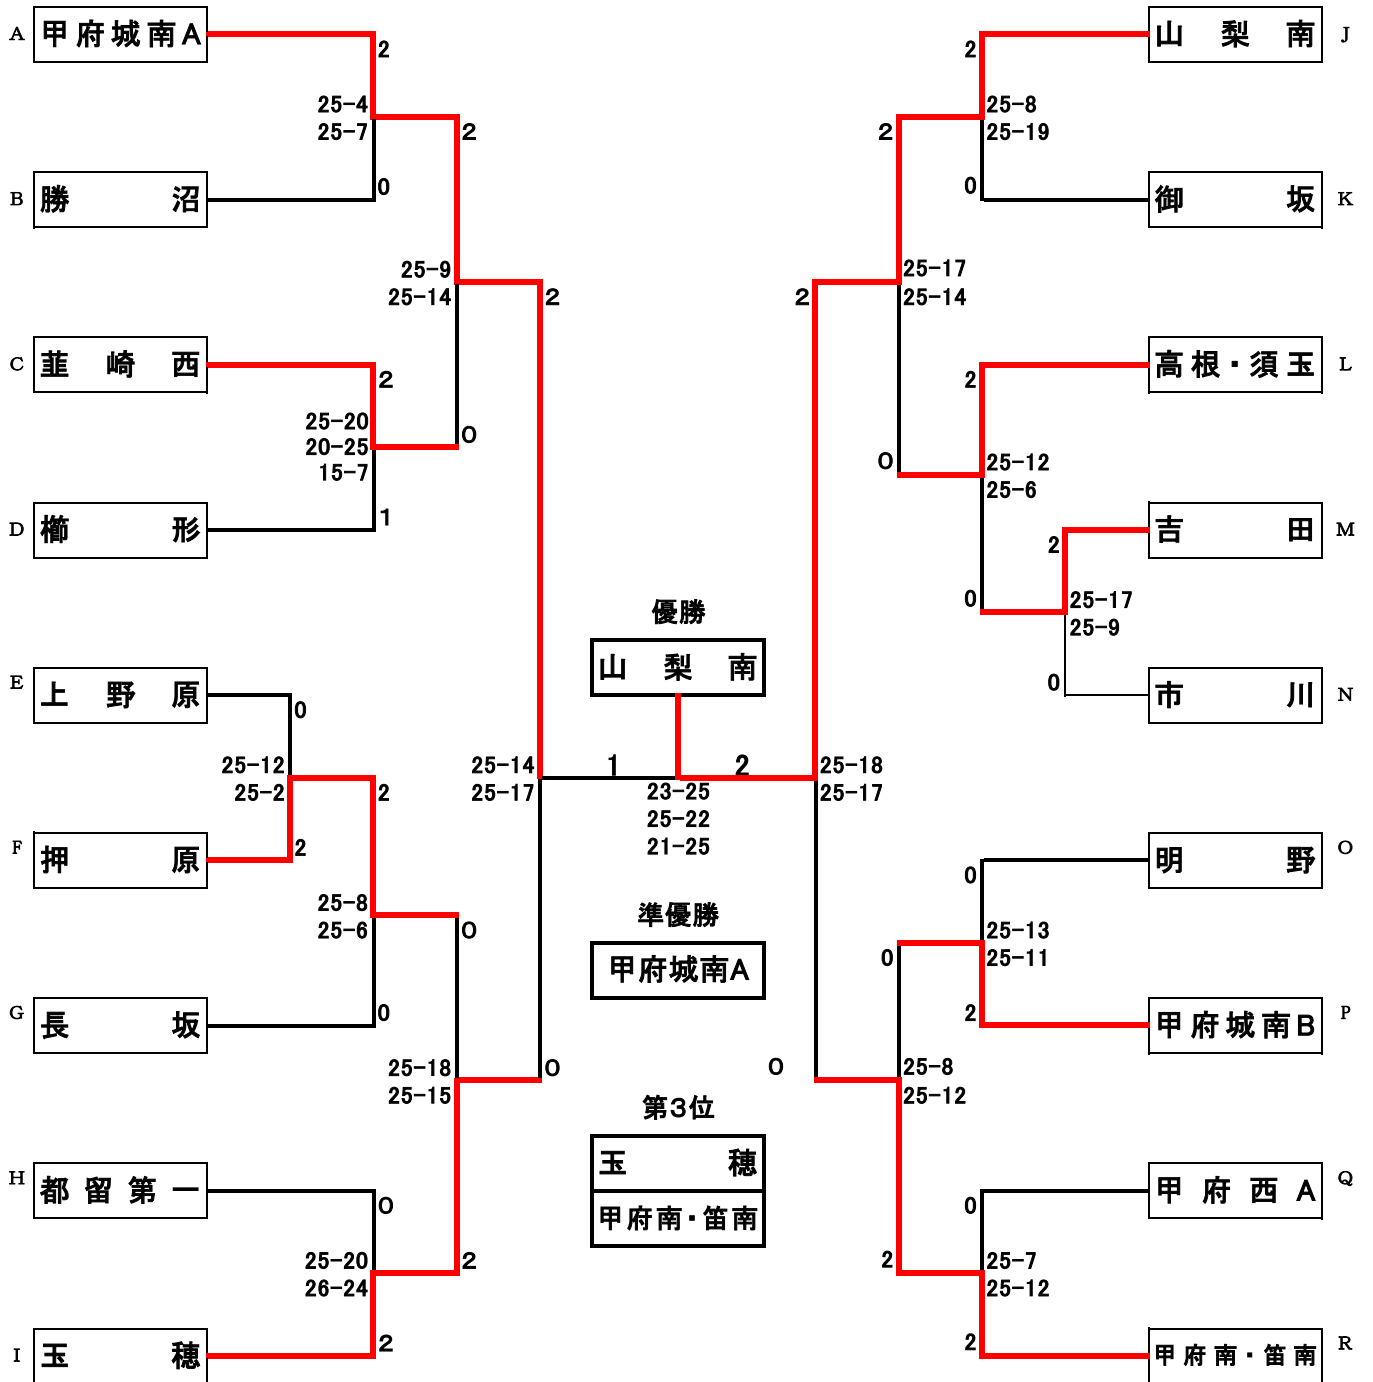 A 甲府城南A
2
25-4
25-7
2
0
B 勝沼
25-9
25-14
2
C 韮崎西
2
25-20
20-25
15-7
0
D 櫛形
1
E 上野原
0
25-12
25-2
2
F 押原
2
25-8
25-6
0
G 長坂
0
25-18
25-15
0
H 都留第一
0
25-20
26-24
2
I 玉穂
2
25-14
25-17
優勝
山梨南
1
2
23-25
25-22
21-25
準優勝
甲府城南A
第3位
玉穂
甲府南・笛南
山梨南 J
2
25-8
25-19
2
0
御坂 K
25-17
25-14
2
高根・須玉 L
2
0
25-12
25-6
吉田 M
2
0
25-17
25-9
0
市川 N
25-18
25-17
明野 O
0
25-13
25-11
0
2
甲府城南B P
0
25-8
25-12
甲府西A Q
0
2
25-7
25-12
2
甲府南・笛南 R